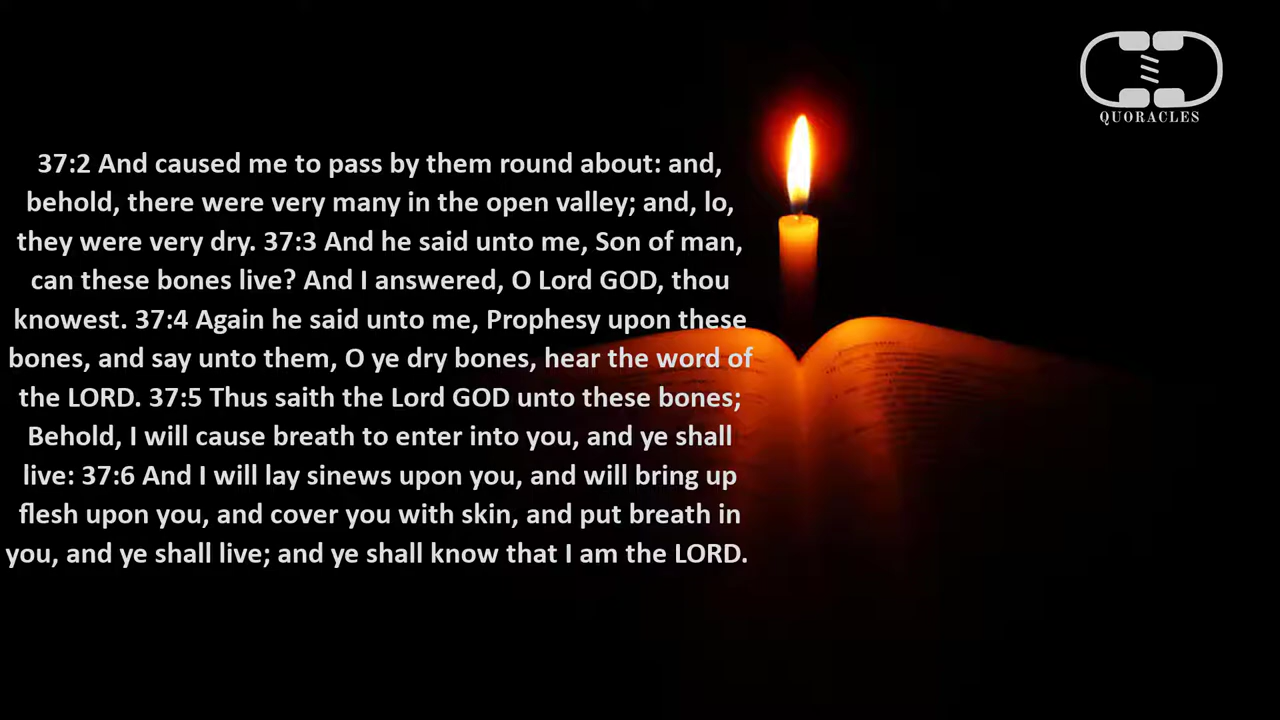 QUORACLES
37:2 And caused me to pass by them round about: and,
behold, there were very many in the open valley; and, lo,
they were very dry. 37:3 And he said unto me, Son of man,
can these bones live? And I answered, O Lord GOD, thou
knowest. 37:4 Again he said unto me, Prophesy upon these
bones, and say unto them, O ye dry bones, hear the word of
the LORD. 37:5 Thus saith the Lord GOD unto these bones;
Behold, I will cause breath to enter into you, and ye shall
live: 37:6 And I will lay sinews upon you, and will bring up
flesh upon you, and cover you with skin, and put breath in
you, and ye shall live; and ye shall know that I am the LORD.